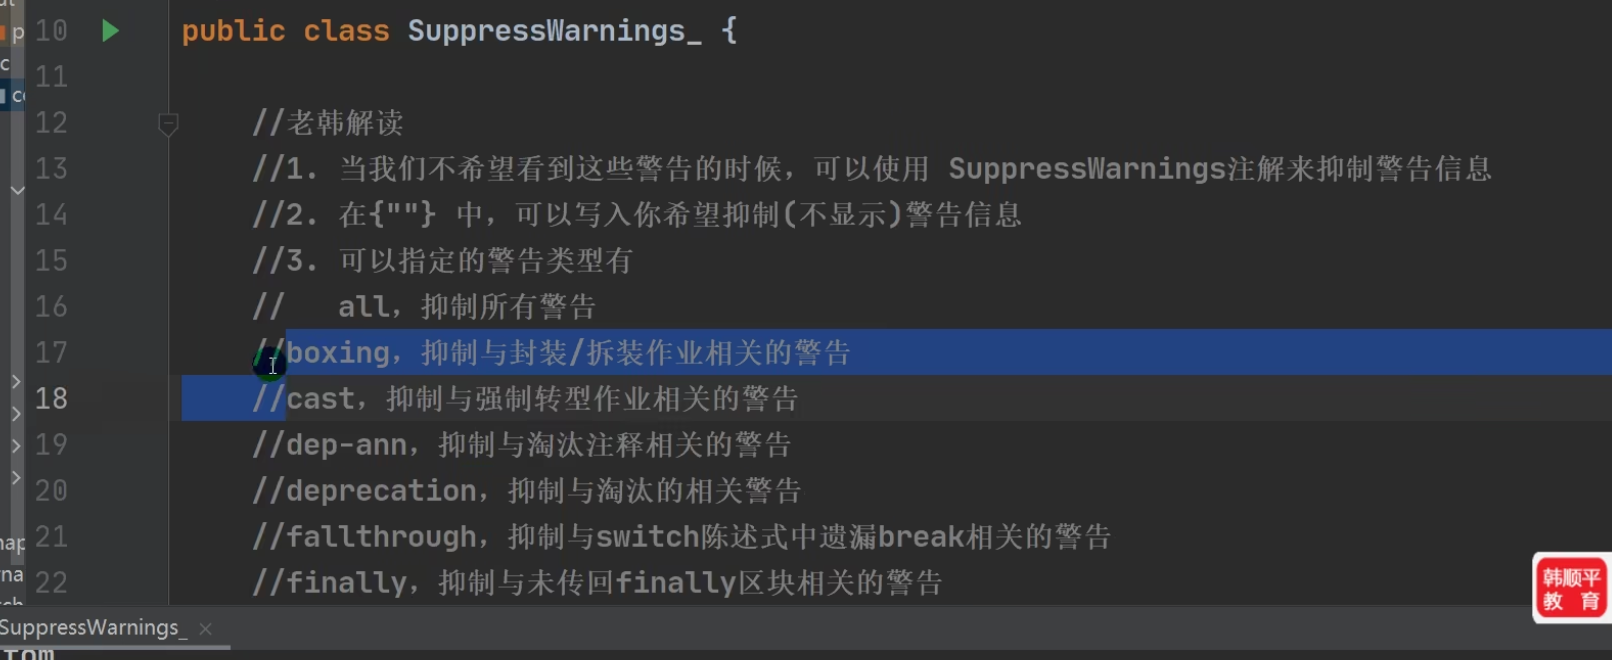 10 public class SuppressWarnings_ {
11
12 //老韩解读
13 //1. 当我们不希望看到这些警告的时候，可以使用 SuppressWarnings注解来抑制警告信息
14 //2. 在{""} 中，可以写入你希望抑制(不显示)警告信息
15 //3. 可以指定的警告类型有
16 // all，抑制所有警告
17 //boxing，抑制与封装/拆装作业相关的警告
18 //cast，抑制与强制转型作业相关的警告
19 //dep-ann，抑制与淘汰注释相关的警告
20 //deprecation，抑制与淘汰的相关警告
21 //fallthrough，抑制与switch陈述式中遗漏break相关的警告
22 //finally，抑制与未传回finally区块相关的警告
韩顺平
教 育
SuppressWarnings_ ×